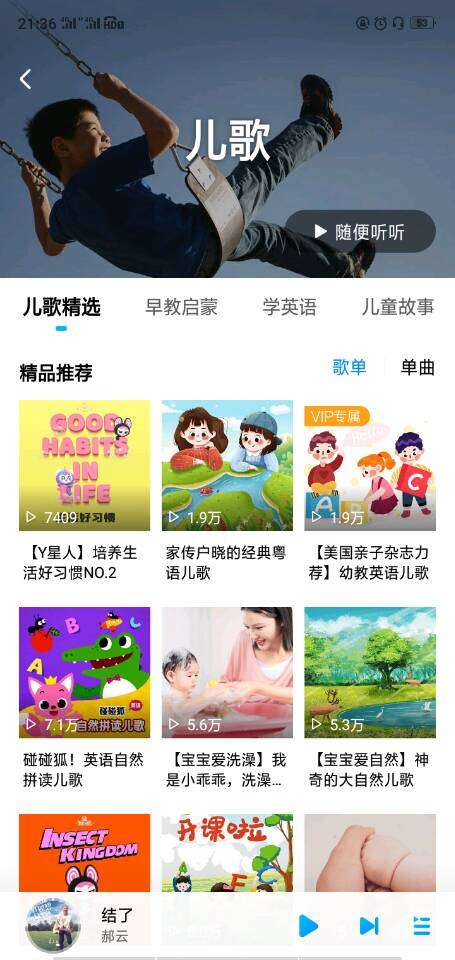 21:36
53
儿歌
随便听听
儿歌精选 早教启蒙 学英语 儿童故事
精品推荐 歌单 单曲
GOOD
HABITS
IN
LIFE
7409
好习惯
1.9万
VIP专属
A
B
C
1.9万
【Y星人】培养生
活好习惯NO.2
家传户晓的经典粤
语儿歌
【美国亲子杂志力
荐】幼教英语儿歌
A
B
C
碰碰狐
英语
7.1万
自然拼读儿歌
5.6万
5.3万
碰碰狐！英语自然
拼读儿歌
【宝宝爱洗澡】我
是小乖乖，洗澡...
【宝宝爱自然】神
奇的大自然儿歌
INSECT
KINGDOM
开课啦
A
E
结了
郝云